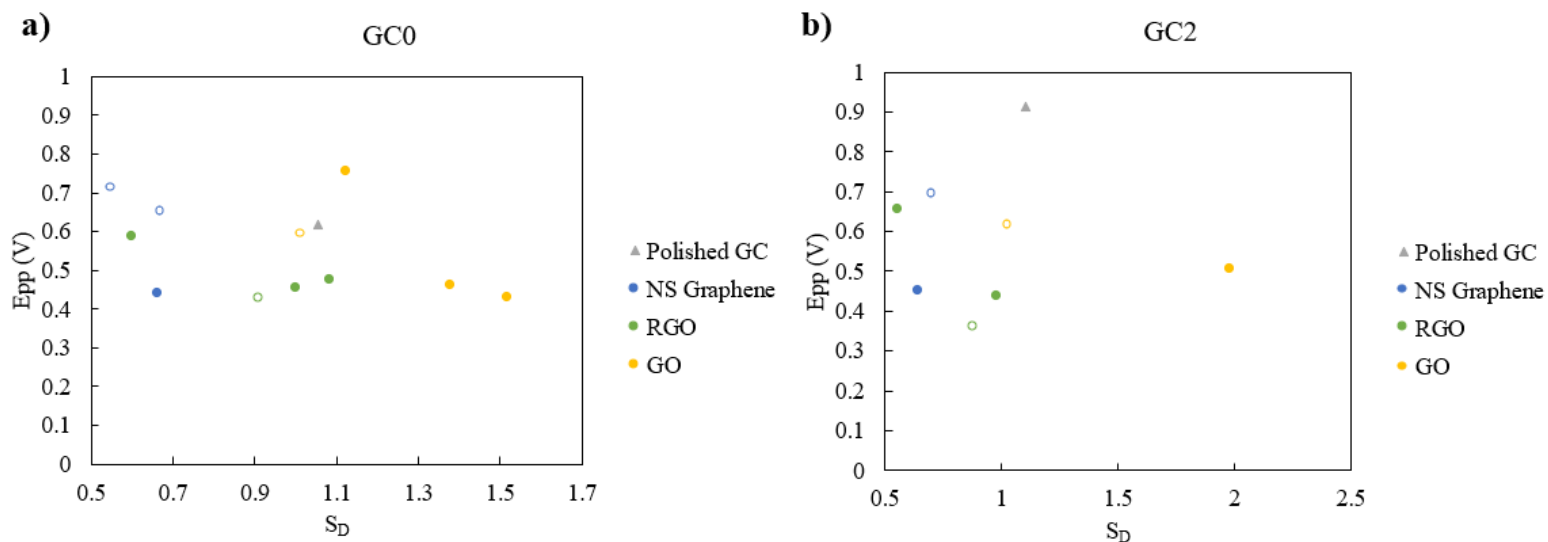 a)
GC0
1
0.9
0.8
0.7
0.6
0.5
0.4
0.3
0.2
0.1
0
Epp (V)
0.5 0.7 0.9 1.1 1.3 1.5 1.7
S_D
Polished GC
NS Graphene
RGO
GO
b)
GC2
1
0.9
0.8
0.7
0.6
0.5
0.4
0.3
0.2
0.1
0
Epp (V)
0.5 1 1.5 2 2.5
S_D
Polished GC
NS Graphene
RGO
GO